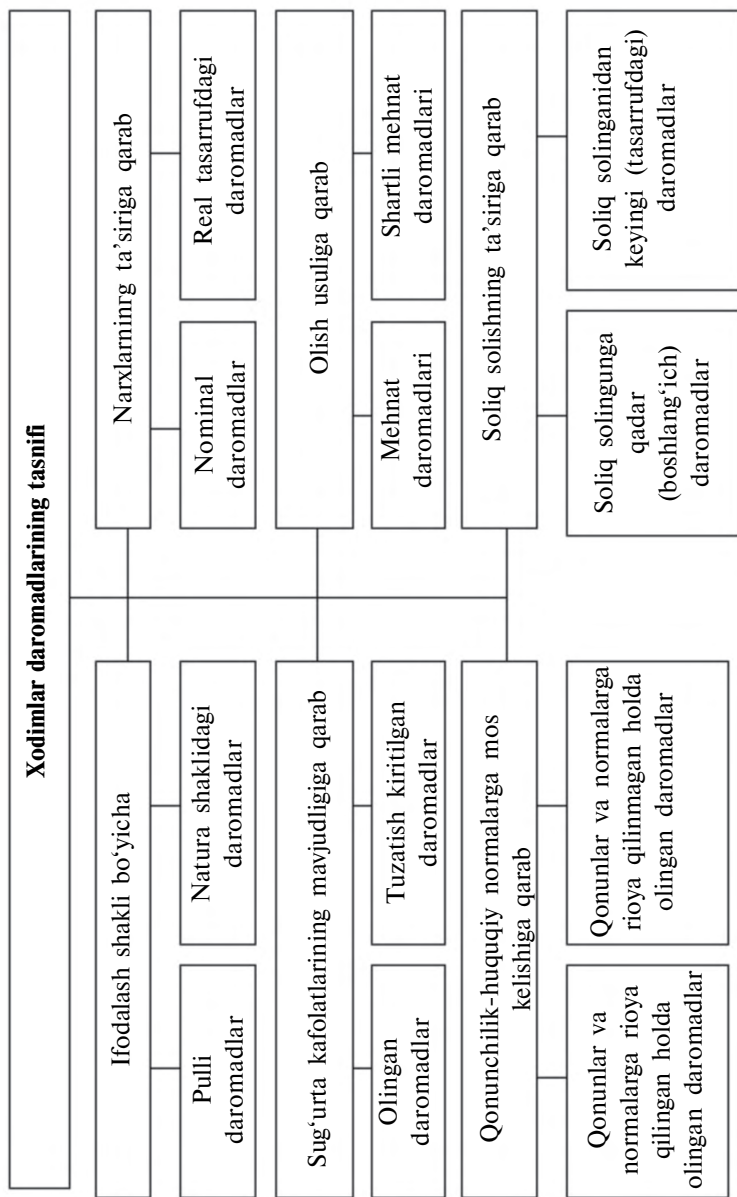 Xodimlar daromadlarining tasnifi
Ifodalash shakli bo‘yicha
Narxlarninrg ta’siriga qarab
Pulli
daromadlar
Natura shaklidagi
daromadlar
Nominal
daromadlar
Real tasarrufdagi
daromadlar
Sug‘urta kafolatlarining mavjudligiga qarab
Olish usuliga qarab
Olingan
daromadlar
Tuzatish kiritilgan
daromadlar
Mehnat
daromadlari
Shartli mehnat
daromadlari
Qonunchilik-huquqiy normalarga mos
kelishiga qarab
Soliq solishning ta’siriga qarab
Qonunlar va
normalarga rioya
qilingan holda
olingan daromadlar
Qonunlar va normalarga
rioya qilinmagan holda
olingan daromadlar
Soliq solingunga
qadar
(boshlang‘ich)
daromadlar
Soliq solinganidan
keyingi (tasarrufdagi)
daromadlar